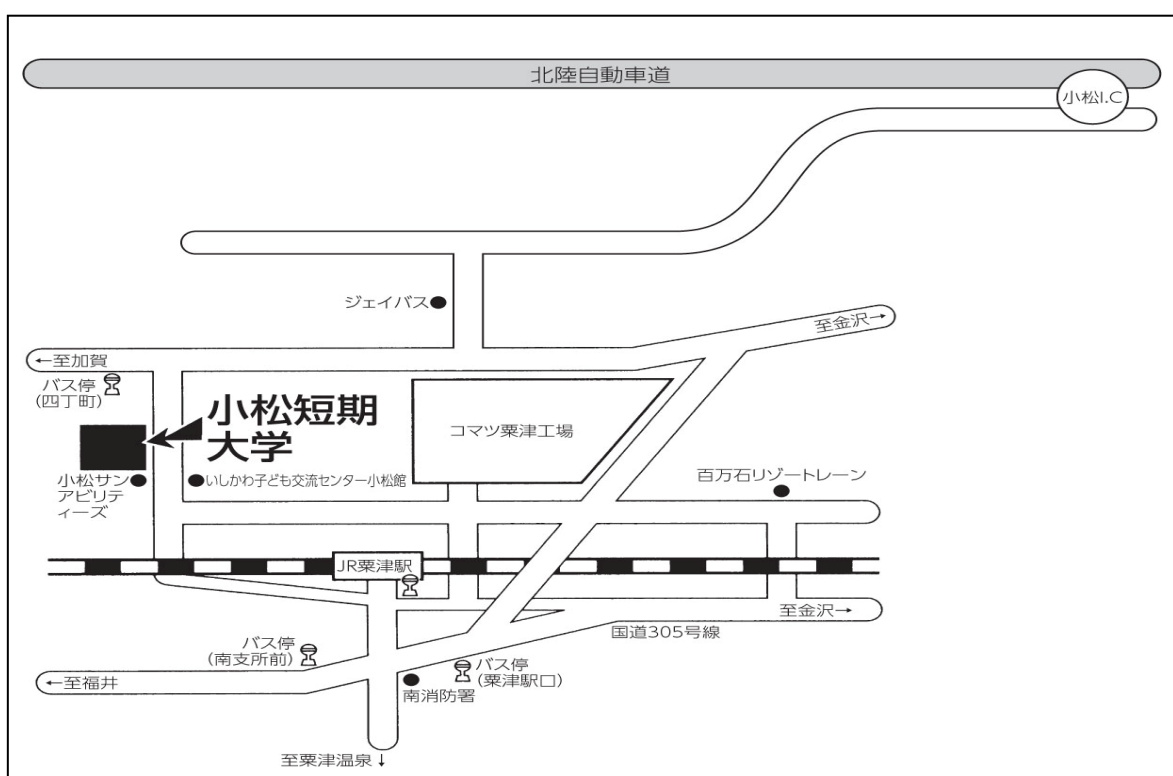 北陸自動車道
小松I.C
ジェイバス
至金沢→
←至加賀
バス停
(四丁町)
小松短期
大学
コマツ粟津工場
小松サン
アビリティ
ィーズ
いしかわ子ども交流センター小松館
百万石リゾートレーン
JR粟津駅
至金沢→
国道305号線
バス停
(南支所前)
バス停
(粟津駅口)
←至福井
南消防署
至粟津温泉↓